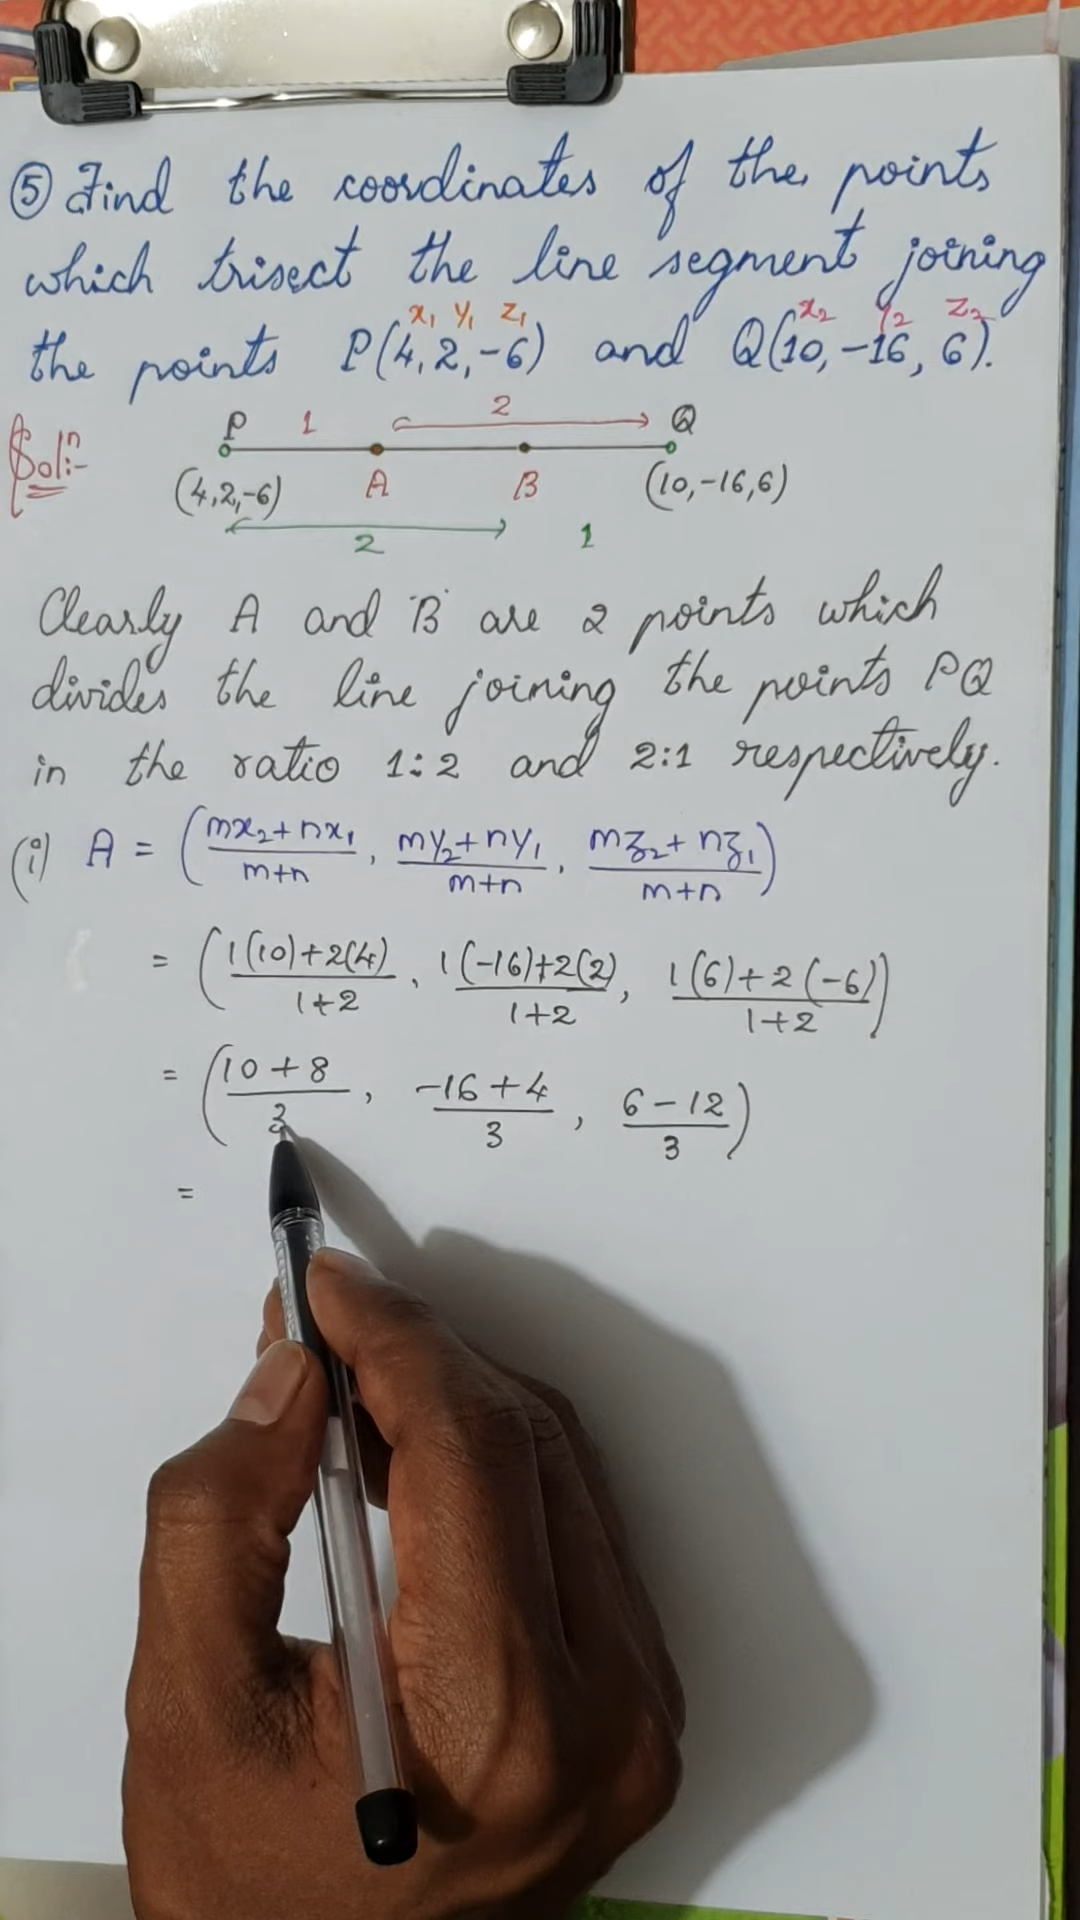 ⑤ Find the coordinates of the points
which trisect the line segment joining
x₁ y₁ z₁ x₂ y₂ z₂
the points P(4, 2, -6) and Q(10, -16, 6).
Solⁿ:-
P 1 2 Q
(4,2,-6) A B (10,-16,6)
2 1
Clearly A and B are 2 points which
divides the line joining the points PQ
in the ratio 1:2 and 2:1 respectively.
(i) A = ((mx₂+nx₁)/(m+n), (my₂+ny₁)/(m+n), (mz₂+nz₁)/(m+n))
= ((1(10)+2(4))/(1+2), (1(-16)+2(2))/(1+2), (1(6)+2(-6))/(1+2))
= ((10+8)/3, (-16+4)/3, (6-12)/3)
=